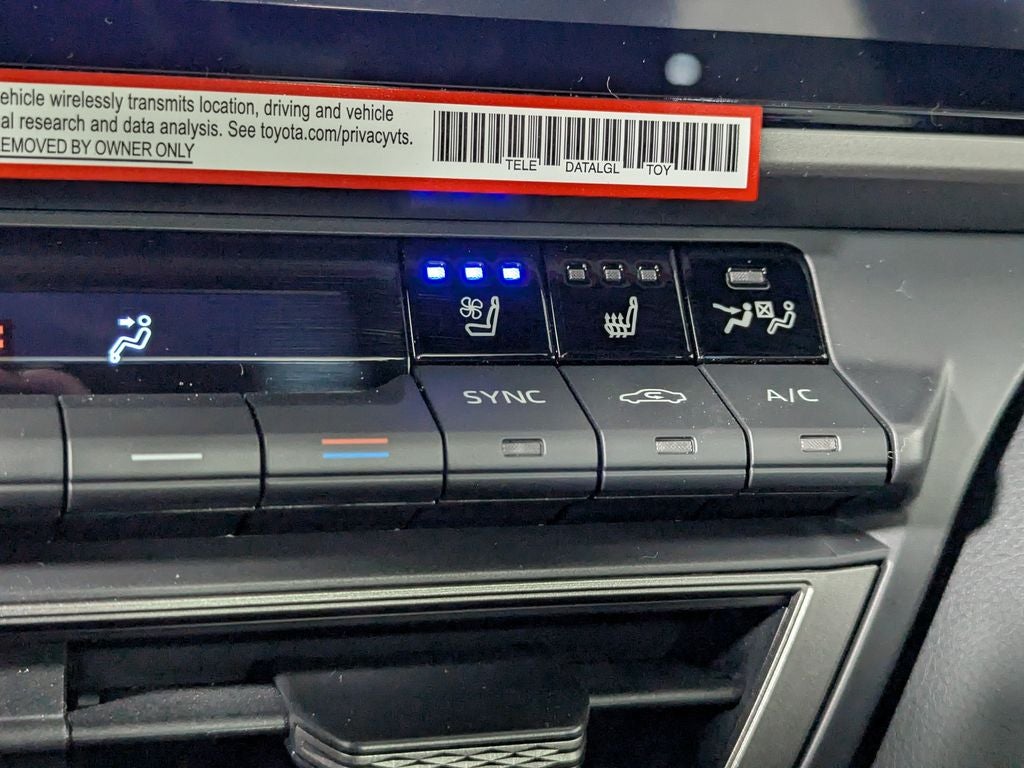 ehicle wirelessly transmits location, driving and vehicle
al research and data analysis. See toyota.com/privacyvts.
EMOVED BY OWNER ONLY
TELE DATALGL TOY
SYNC
A/C